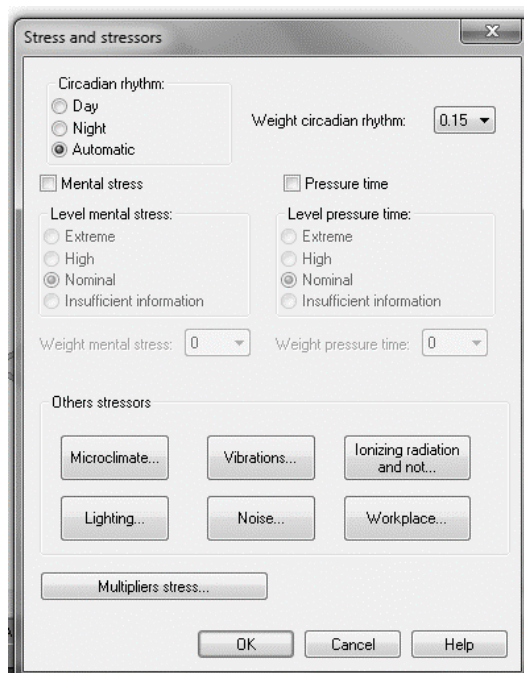 Stress and stressors
Circadian rhythm:
Day
Night
Automatic
Weight circadian rhythm: 0.15
Mental stress
Pressure time
Level mental stress:
Extreme
High
Nominal
Insufficient information
Level pressure time:
Extreme
High
Nominal
Insufficient information
Weight mental stress: 0
Weight pressure time: 0
Others stressors
Microclimate...
Vibrations...
Ionizing radiation
and not...
Lighting...
Noise...
Workplace...
Multipliers stress...
OK
Cancel
Help